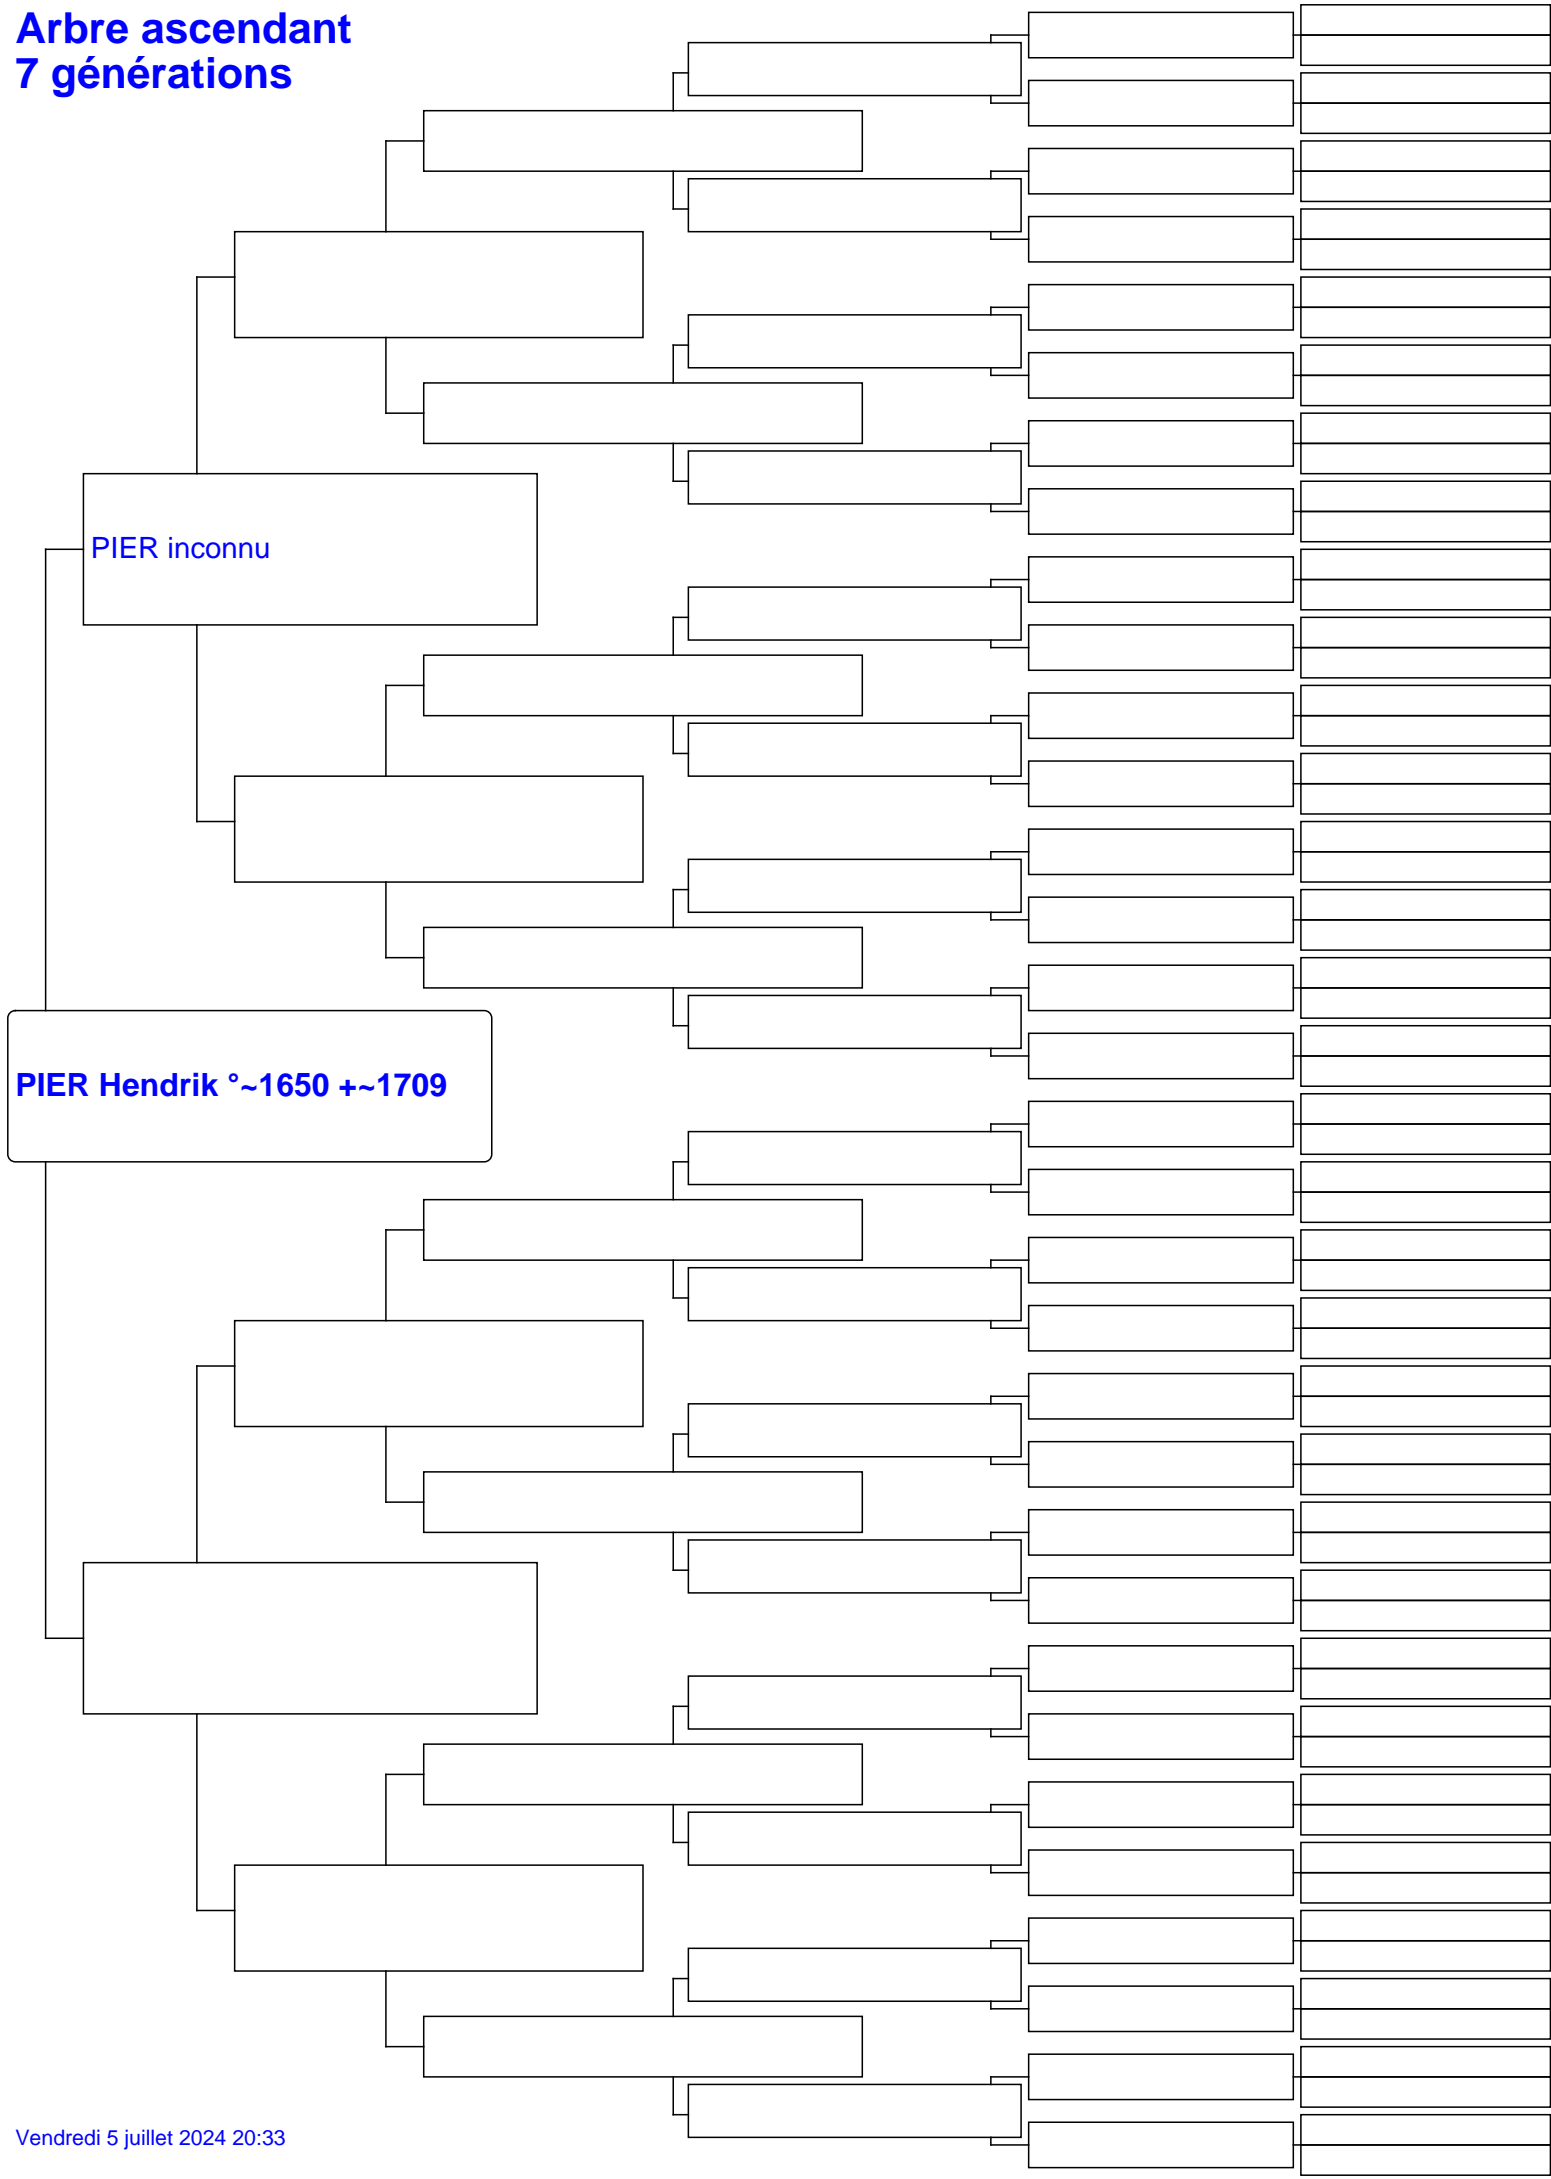 Arbre ascendant
7 générations
PIER inconnu
PIER Hendrik °~1650 +~1709
Vendredi 5 juillet 2024 20:33